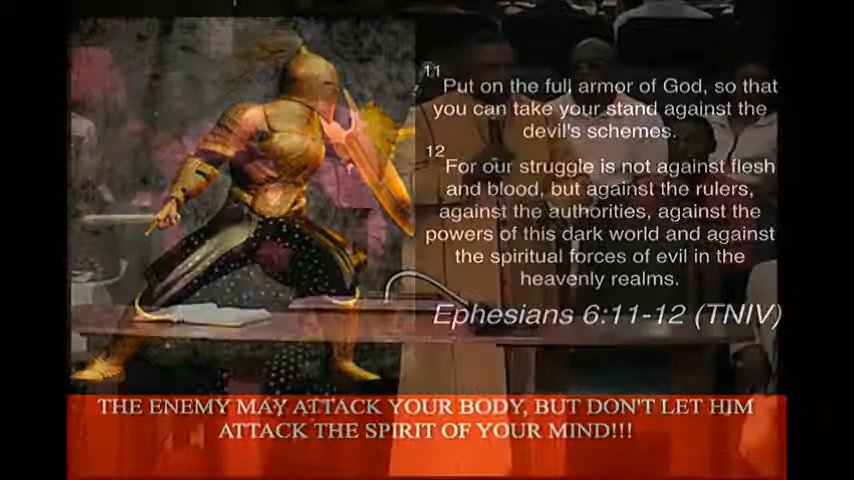 11
Put on the full armor of God, so that
you can take your stand against the
devil's schemes.
12
For our struggle is not against flesh
and blood, but against the rulers,
against the authorities, against the
powers of this dark world and against
the spiritual forces of evil in the
heavenly realms.
Ephesians 6:11-12 (TNIV)
THE ENEMY MAY ATTACK YOUR BODY, BUT DON'T LET HIM
ATTACK THE SPIRIT OF YOUR MIND!!!